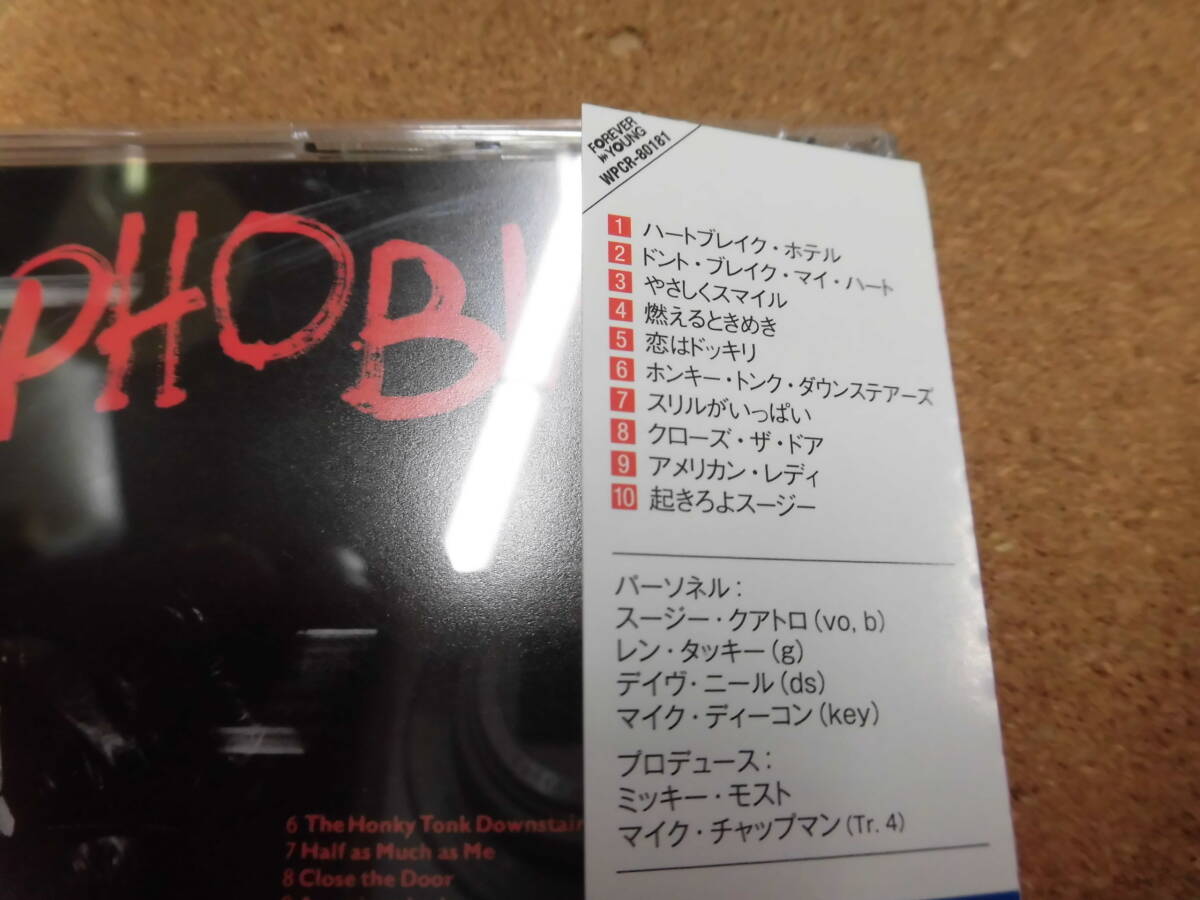 PHOBI
6 The Honky Tonk Downstair
7 Half as Much as Me
8 Close the Door
FOREVER
YOUNG
WPCR-80181
1 ハートブレイク・ホテル
2 ドント・ブレイク・マイ・ハート
3 やさしくスマイル
4 燃えるときめき
5 恋はドッキリ
6 ホンキー・トンク・ダウンステアーズ
7 スリルがいっぱい
8 クローズ・ザ・ドア
9 アメリカン・レディ
10 起きろよスージー
パーソネル：
スージー・クアトロ(vo, b)
レン・タッキー(g)
デイヴ・ニール(ds)
マイク・ディーコン(key)
プロデュース：
ミッキー・モスト
マイク・チャップマン(Tr. 4)